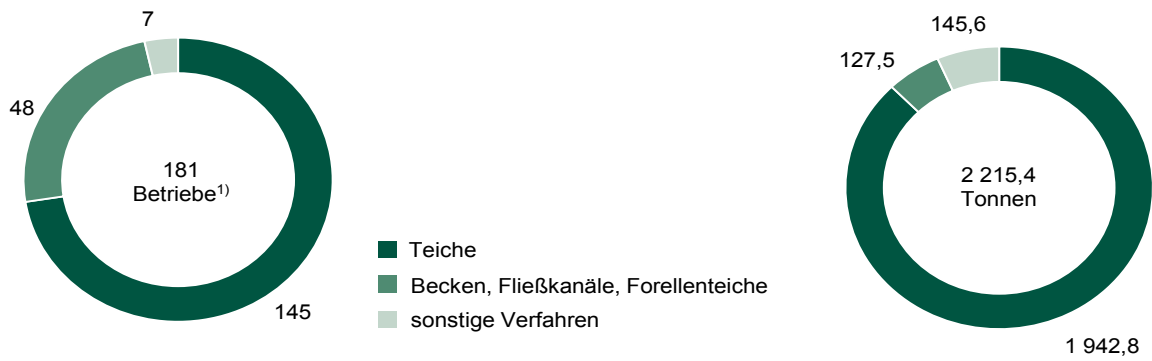 7
48
181
Betriebe¹⁾
145
Teiche
Becken, Fließkanäle, Forellenteiche
sonstige Verfahren
145,6
127,5
2 215,4
Tonnen
1 942,8